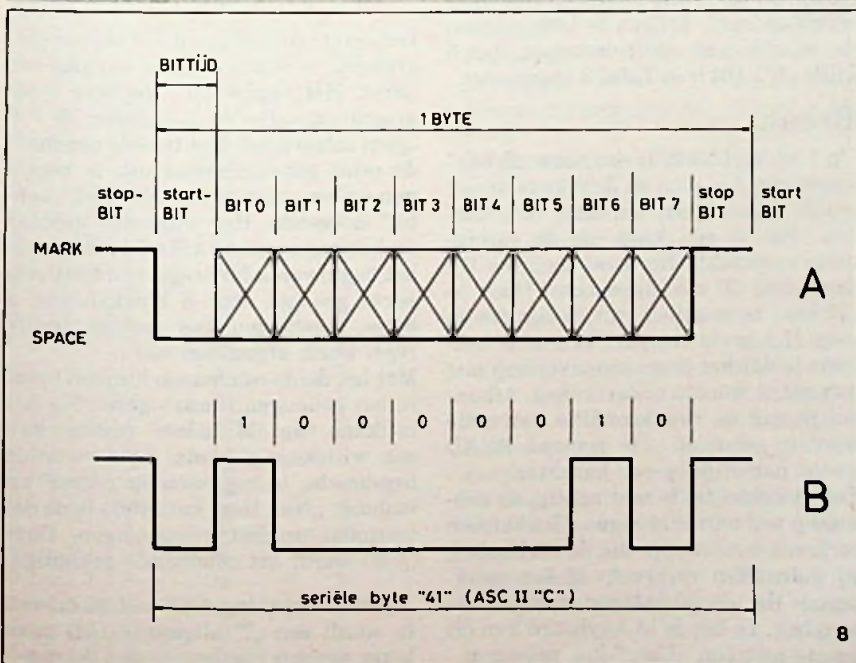 BITTIJD
1 BYTE
stop-BIT start-BIT BIT 0 BIT 1 BIT 2 BIT 3 BIT 4 BIT 5 BIT 6 BIT 7 stop BIT start BIT
MARK
A
SPACE
1 0 0 0 0 0 1 0
B
seriële byte "41" (ASC II "C")
8